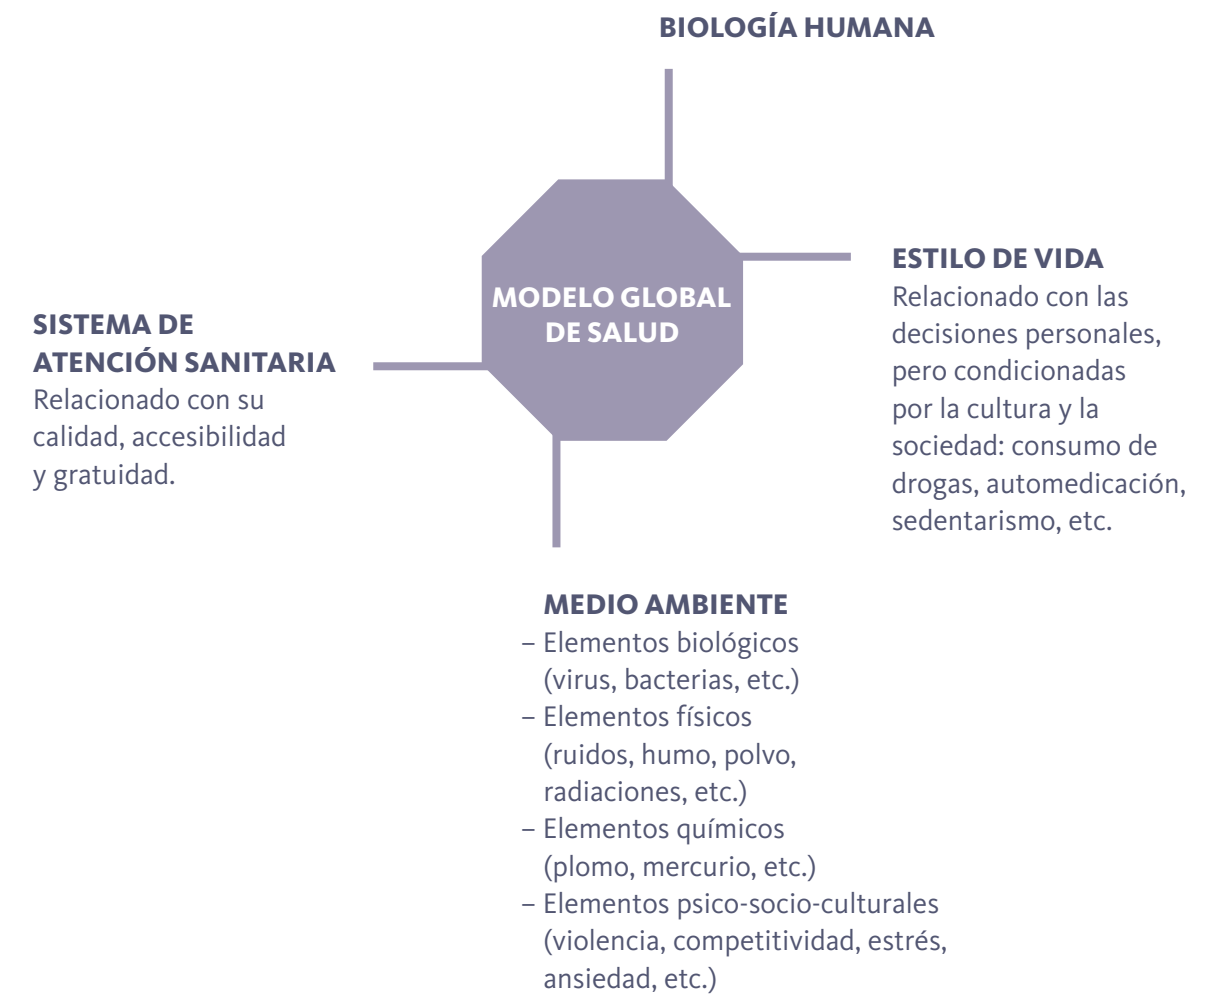 BIOLOGÍA HUMANA
MODELO GLOBAL
DE SALUD
ESTILO DE VIDA
Relacionado con las
decisiones personales,
pero condicionadas
por la cultura y la
sociedad: consumo de
drogas, automedicación,
sedentarismo, etc.
SISTEMA DE
ATENCIÓN SANITARIA
Relacionado con su
calidad, accesibilidad
y gratuidad.
MEDIO AMBIENTE
– Elementos biológicos
(virus, bacterias, etc.)
– Elementos físicos
(ruidos, humo, polvo,
radiaciones, etc.)
– Elementos químicos
(plomo, mercurio, etc.)
– Elementos psico-socio-culturales
(violencia, competitividad, estrés,
ansiedad, etc.)